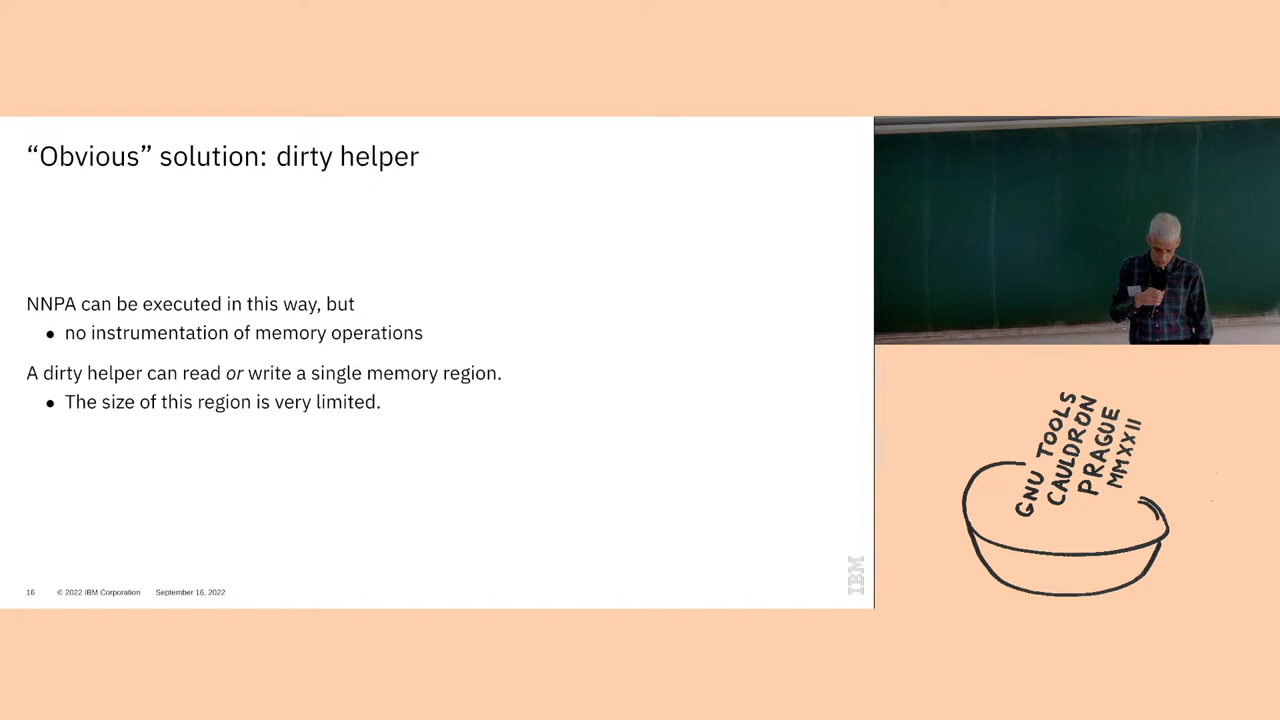 “Obvious” solution: dirty helper
NNPA can be executed in this way, but
● no instrumentation of memory operations
A dirty helper can read or write a single memory region.
● The size of this region is very limited.
16 © 2022 IBM Corporation September 16, 2022
IBM
GNU TOOLS
CAULDRON
PRAGUE
MMXXII